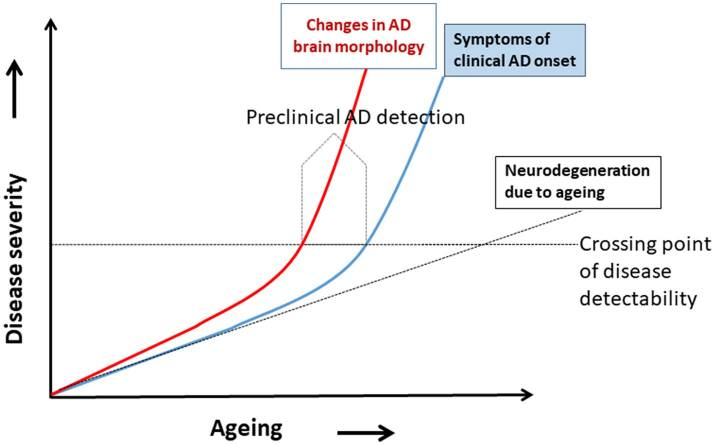 Changes in AD
brain morphology
Symptoms of
clinical AD onset
Preclinical AD detection
Neurodegeneration
due to ageing
Crossing point
of disease
detectability
Disease severity
Ageing